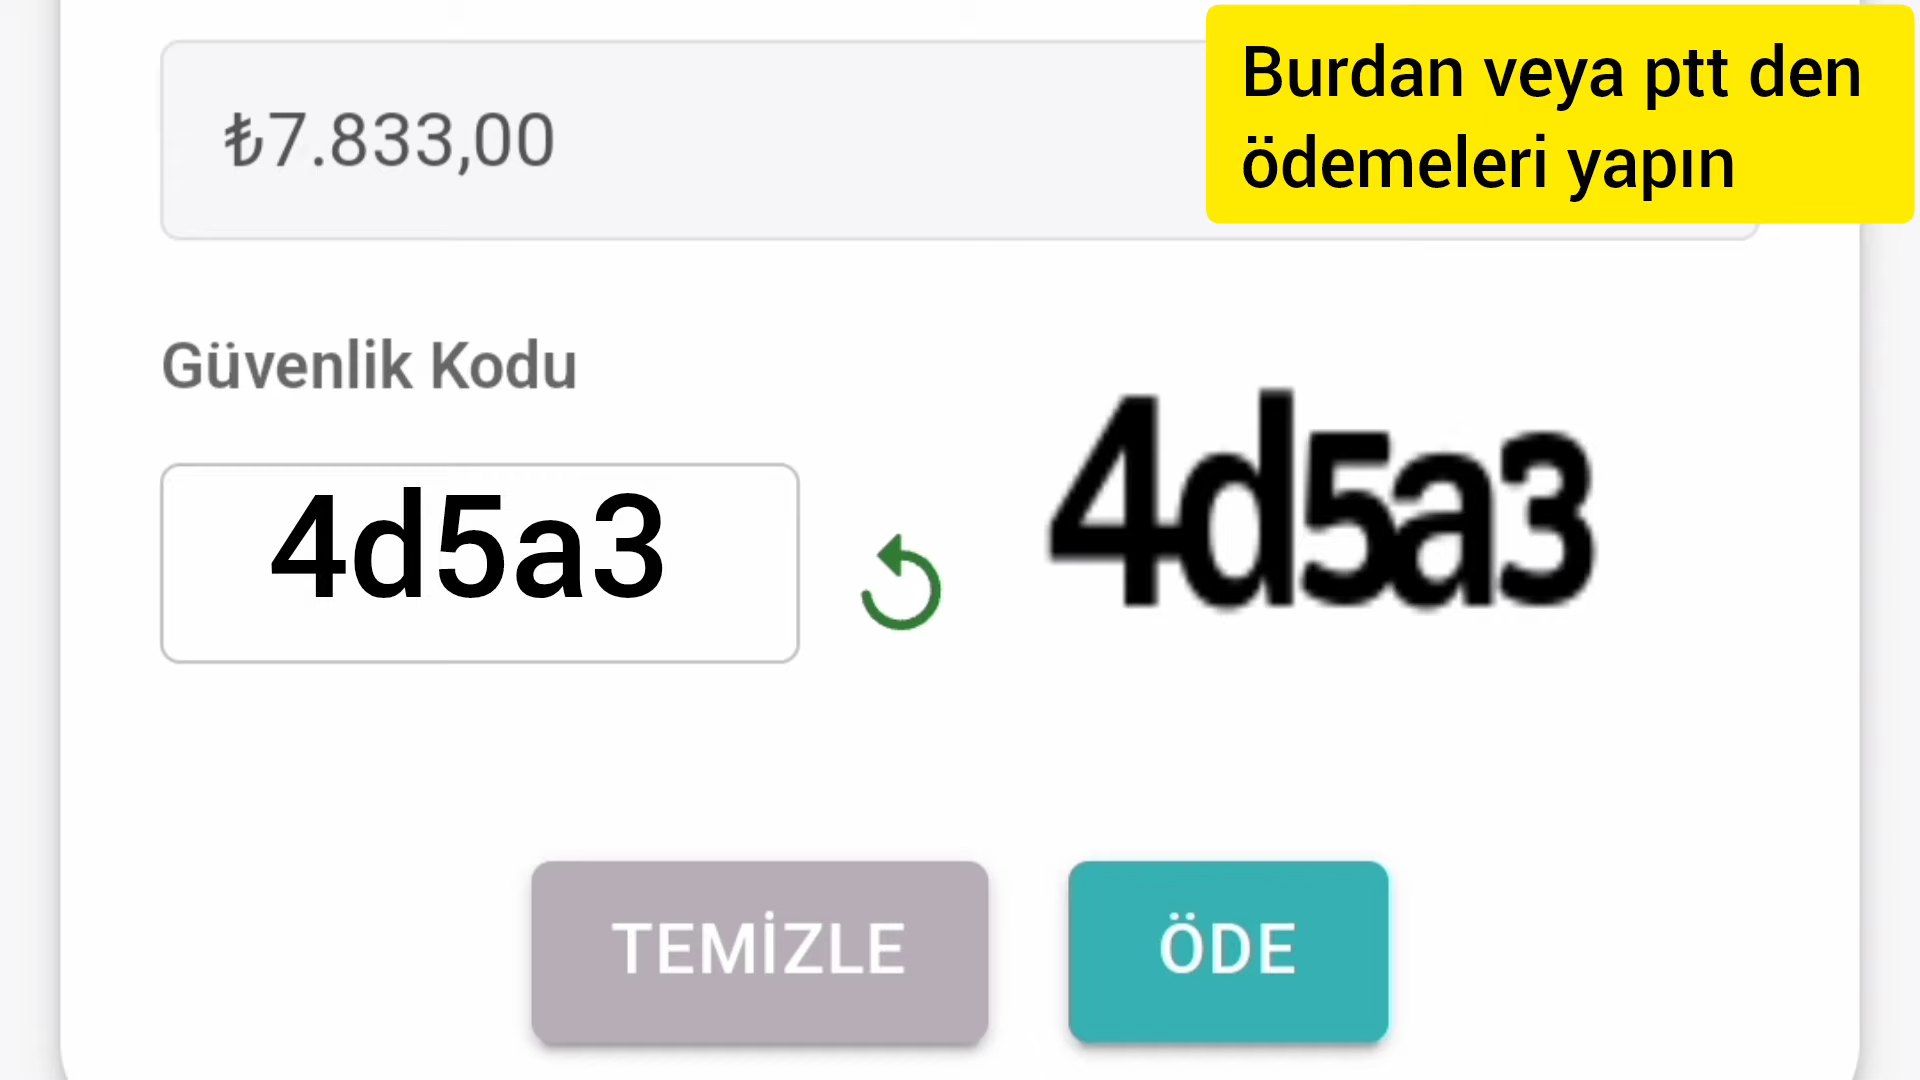 ₺7.833,00
Burdan veya ptt den
ödemeleri yapın
Güvenlik Kodu
4d5a3
4d5a3
TEMİZLE
ÖDE